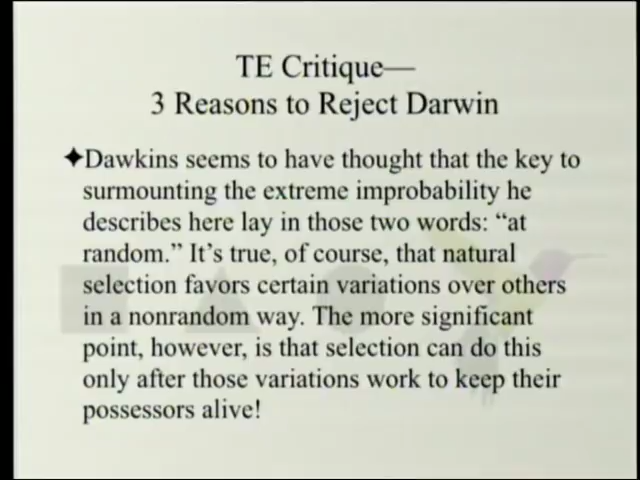 TE Critique—
3 Reasons to Reject Darwin
✦Dawkins seems to have thought that the key to
surmounting the extreme improbability he
describes here lay in those two words: “at
random.” It’s true, of course, that natural
selection favors certain variations over others
in a nonrandom way. The more significant
point, however, is that selection can do this
only after those variations work to keep their
possessors alive!